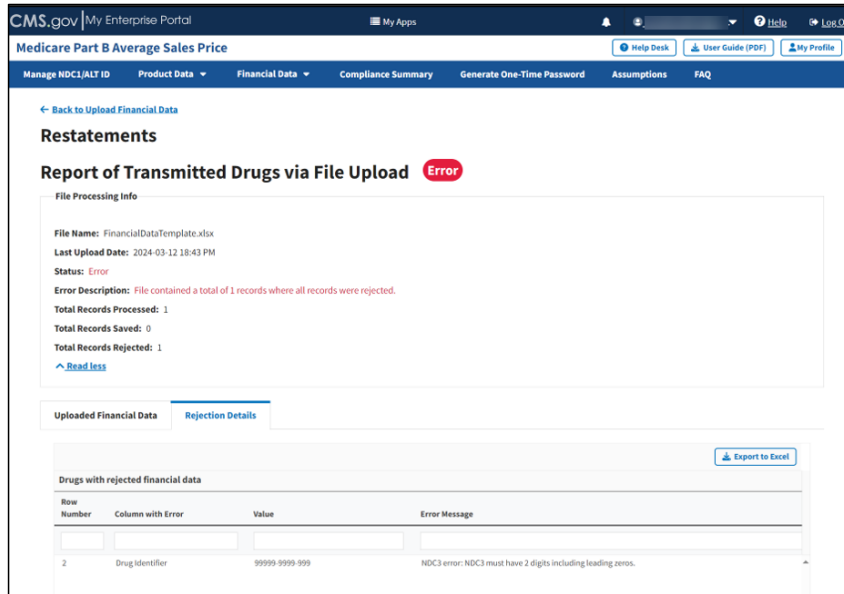 CMS.gov My Enterprise Portal My Apps Help Log O
Medicare Part B Average Sales Price Help Desk User Guide (PDF) My Profile
Manage NDC1/ALT ID Product Data Financial Data Compliance Summary Generate One-Time Password Assumptions FAQ
Back to Upload Financial Data
Restatements
Report of Transmitted Drugs via File Upload Error
File Processing Info
File Name: FinancialDataTemplate.xlsx
Last Upload Date: 2024-03-12 18:43 PM
Status: Error
Error Description: File contained a total of 1 records where all records were rejected.
Total Records Processed: 1
Total Records Saved: 0
Total Records Rejected: 1
Read less
Uploaded Financial Data Rejection Details
Export to Excel
Drugs with rejected financial data
Row Number Column with Error Value Error Message
2 Drug Identifier 99999-9999-999 NDC3 error: NDC3 must have 2 digits including leading zeros.